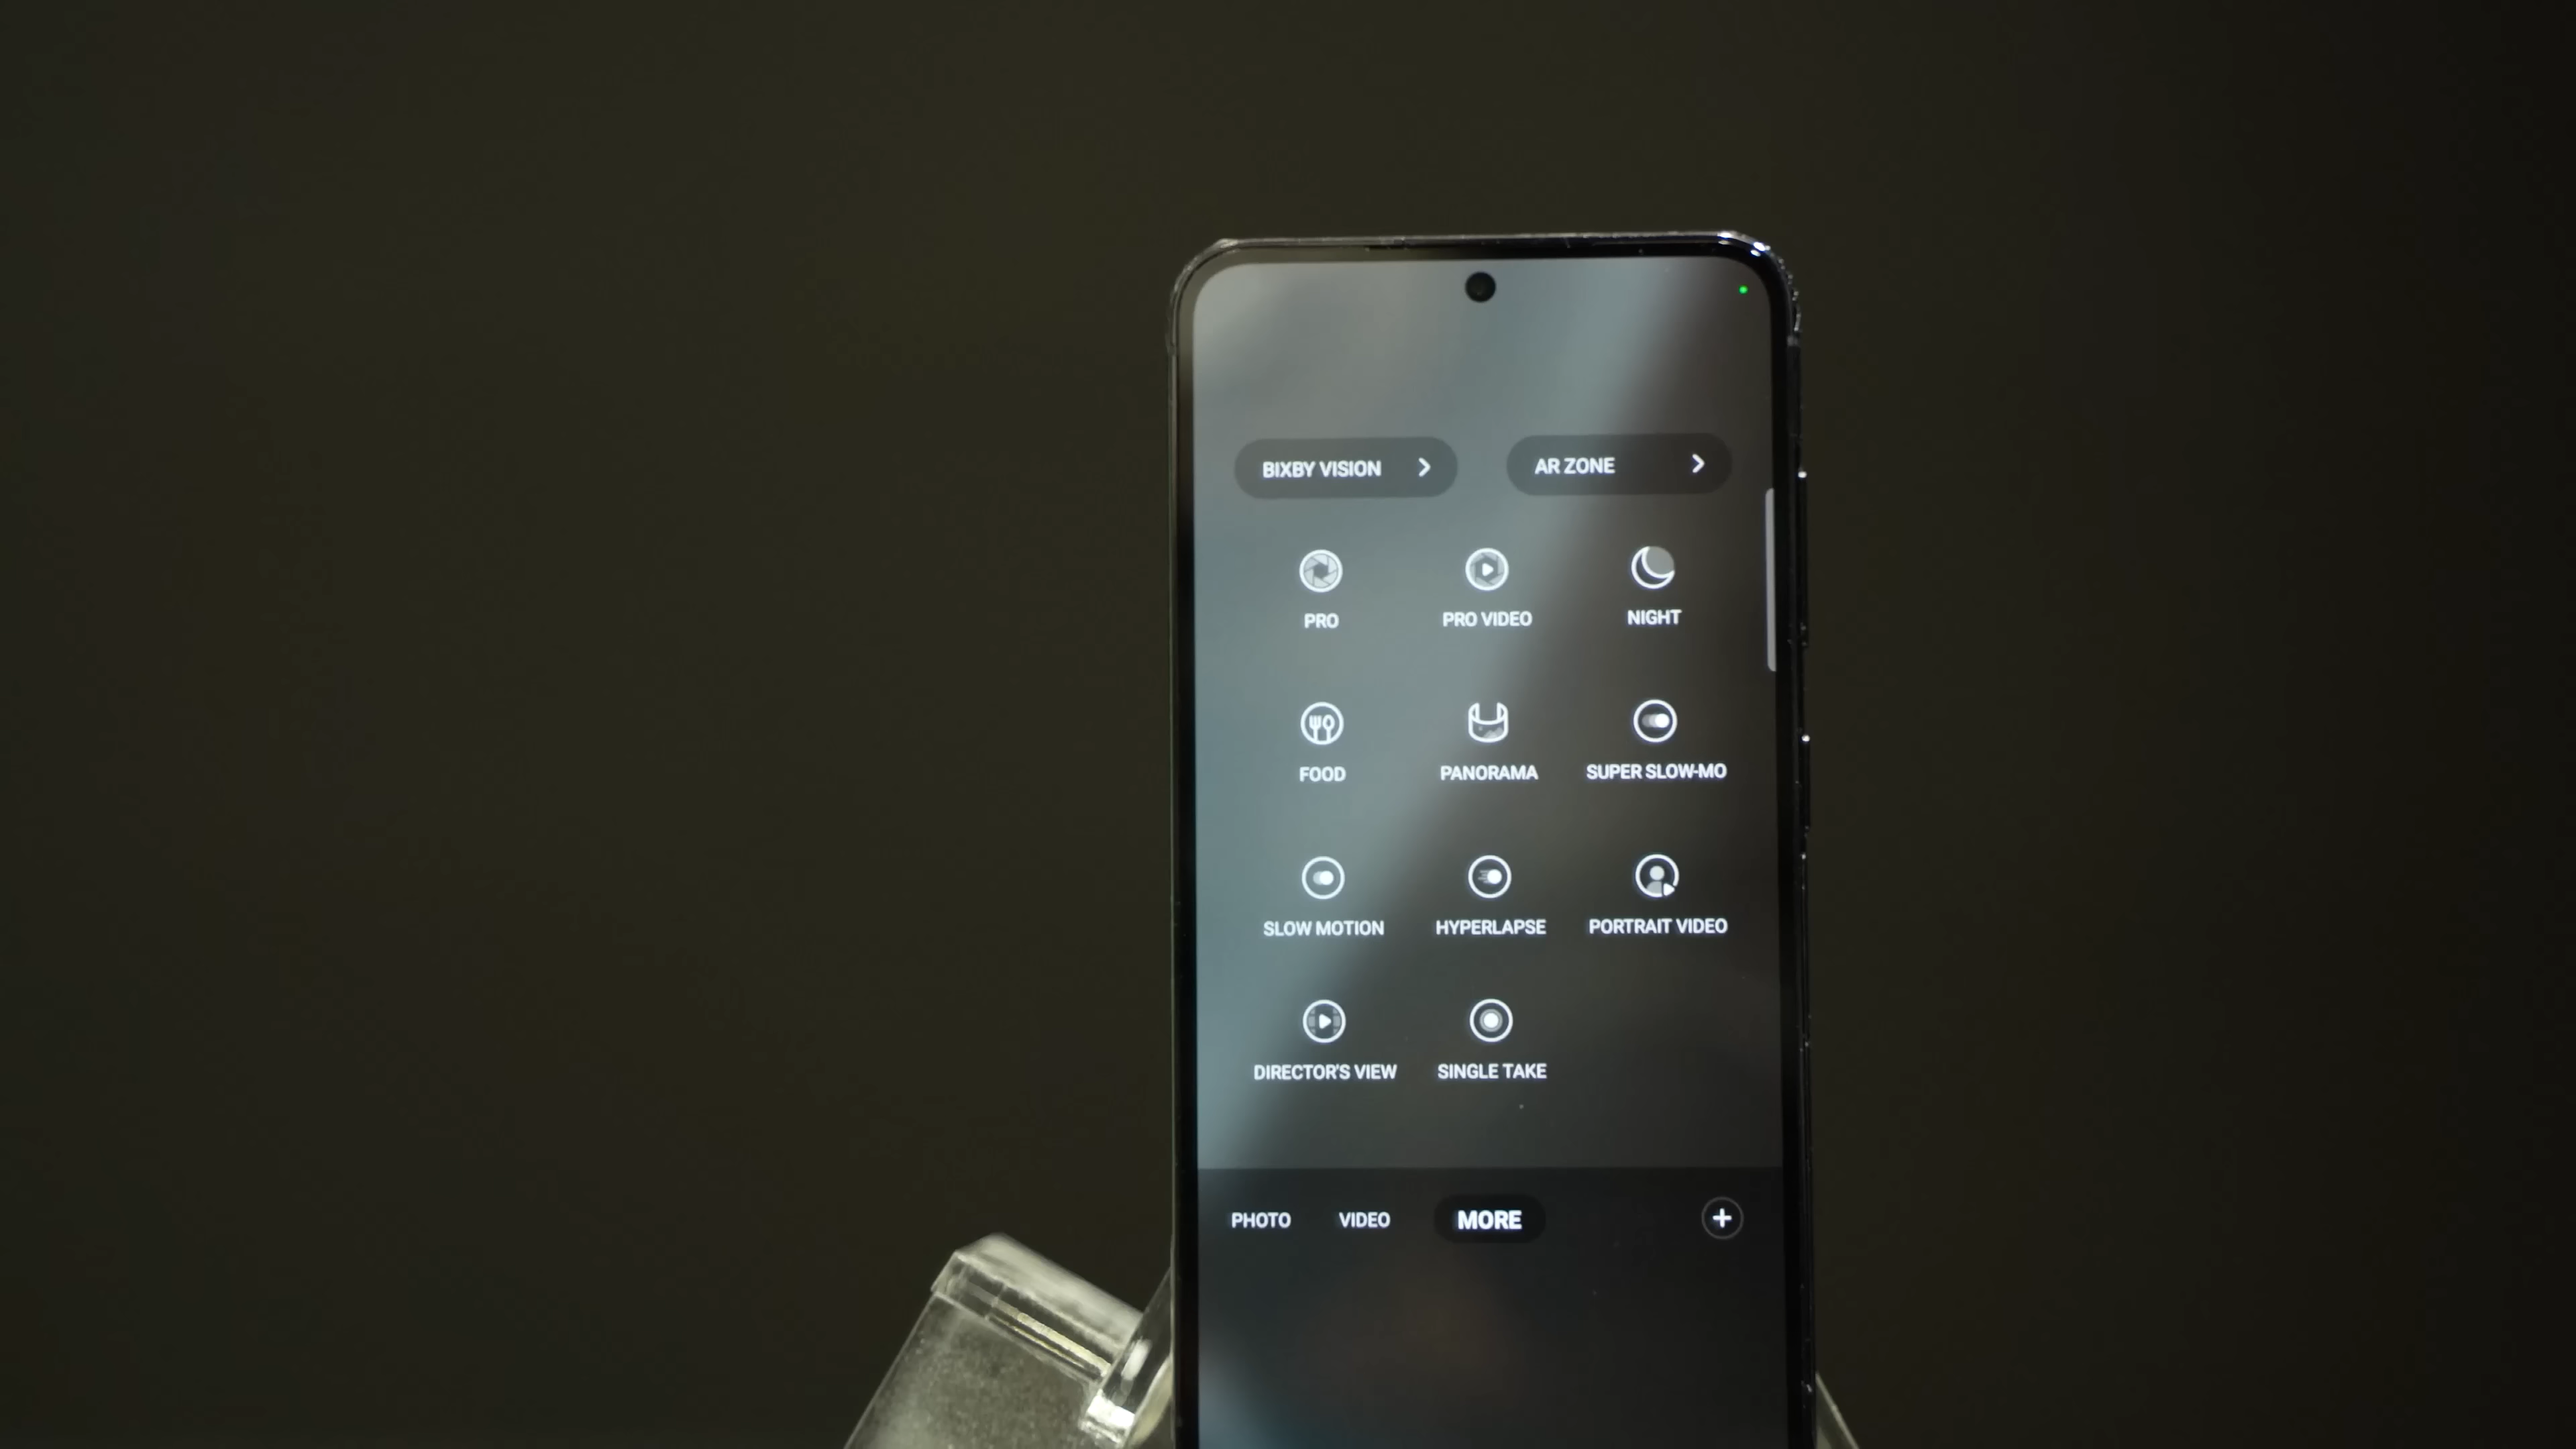 BIXBY VISION
AR ZONE
PRO
PRO VIDEO
NIGHT
FOOD
PANORAMA
SUPER SLOW-MO
SLOW MOTION
HYPERLAPSE
PORTRAIT VIDEO
DIRECTOR'S VIEW
SINGLE TAKE
PHOTO
VIDEO
MORE